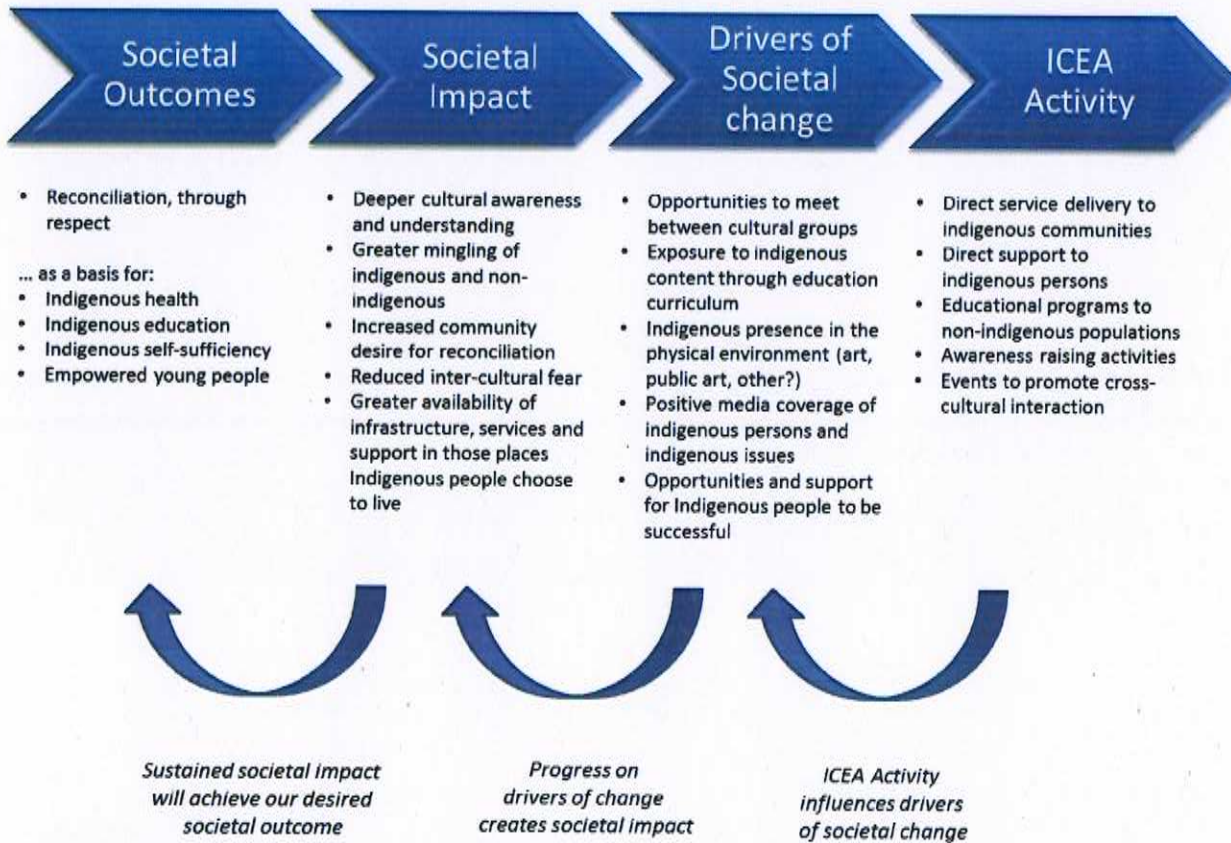 Societal
Outcomes
Societal
Impact
Drivers of
Societal
change
ICEA
Activity
• Reconciliation, through
respect
... as a basis for:
• Indigenous health
• Indigenous education
• Indigenous self-sufficiency
• Empowered young people
• Deeper cultural awareness
and understanding
• Greater mingling of
indigenous and non-
indigenous
• Increased community
desire for reconciliation
• Reduced inter-cultural fear
• Greater availability of
infrastructure, services and
support in those places
Indigenous people choose
to live
• Opportunities to meet
between cultural groups
• Exposure to indigenous
content through education
curriculum
• Indigenous presence in the
physical environment (art,
public art, other?)
• Positive media coverage of
indigenous persons and
indigenous issues
• Opportunities and support
for Indigenous people to be
successful
• Direct service delivery to
indigenous communities
• Direct support to
indigenous persons
• Educational programs to
non-indigenous populations
• Awareness raising activities
• Events to promote cross-
cultural interaction
Sustained societal impact
will achieve our desired
societal outcome
Progress on
drivers of change
creates societal impact
ICEA Activity
influences drivers
of societal change